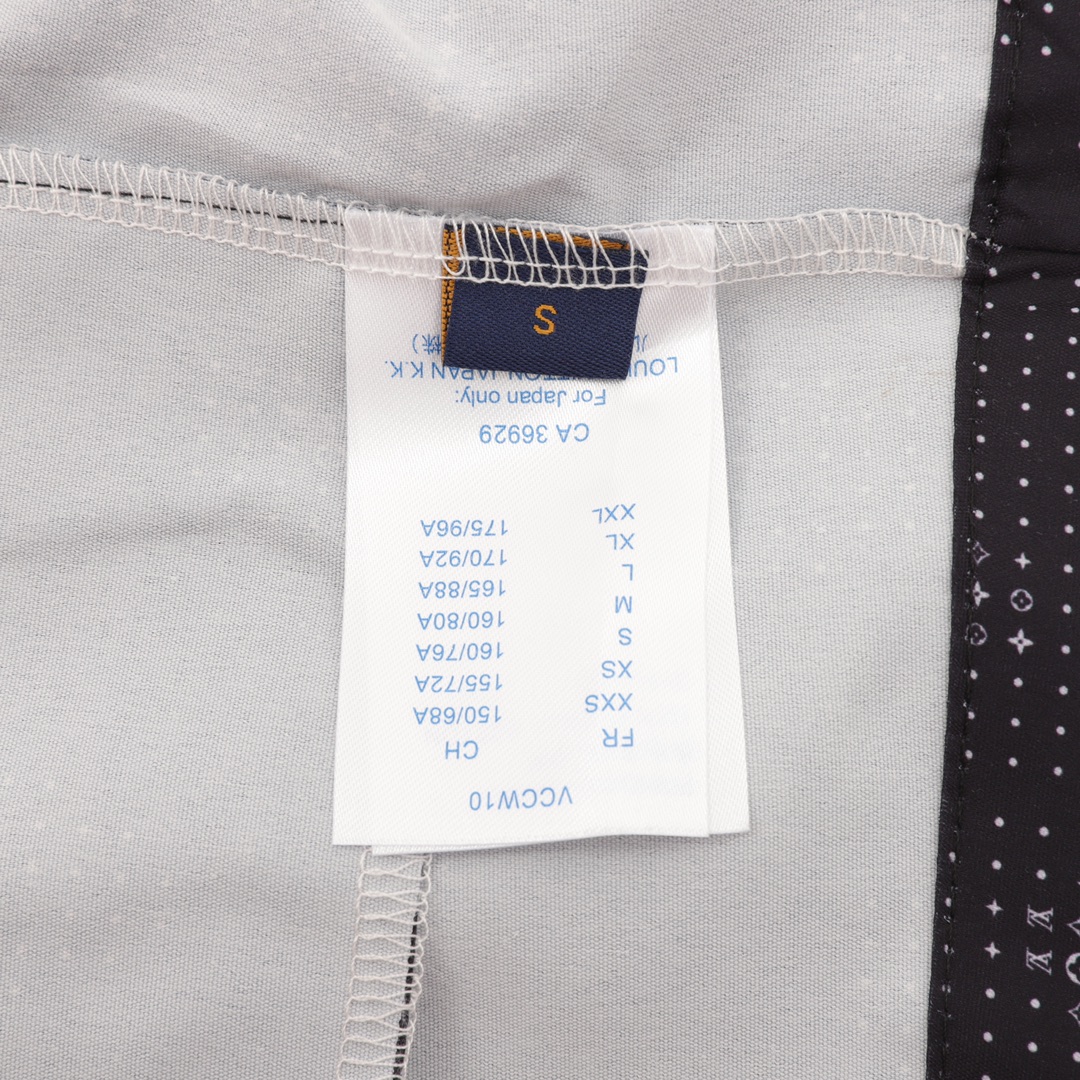 VCCW10
FR CH
XXS 150/68A
XS 155/72A
S 160/76A
M 160/80A
L 165/88A
XL 170/92A
XXL 175/96A
CA 36929
For Japan only:
JAPAN K.K.
株)
S